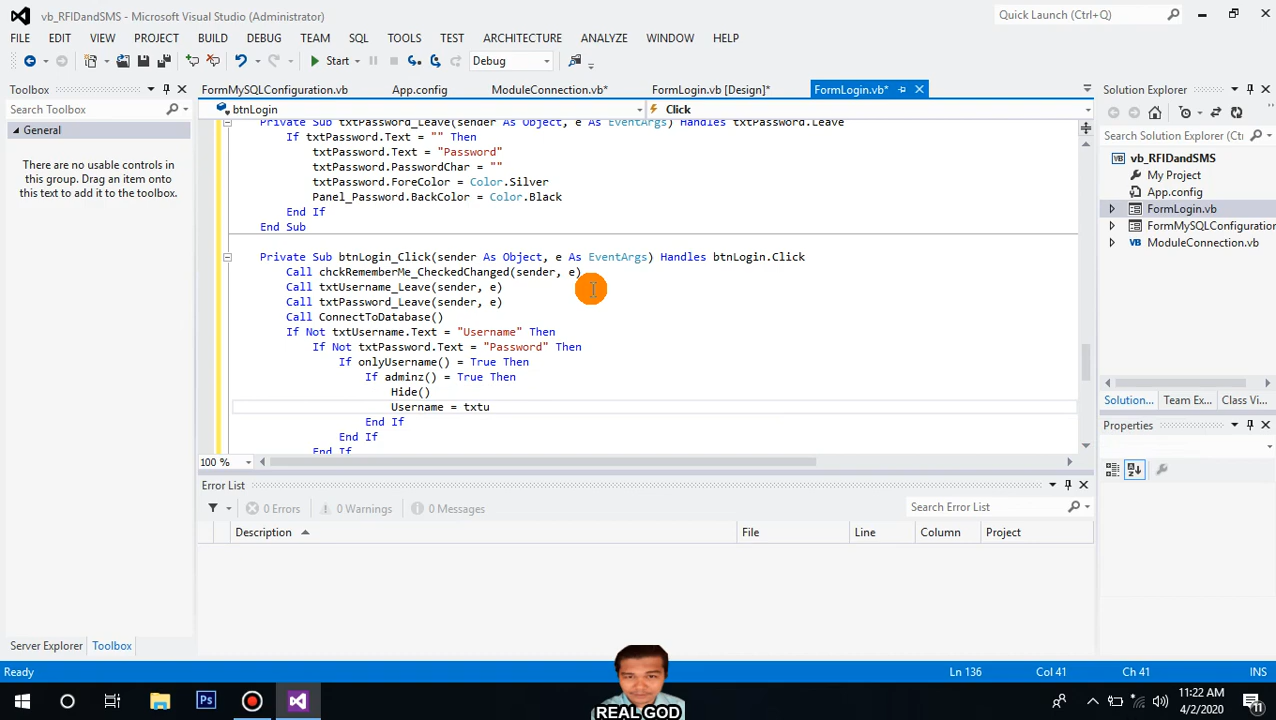 vb_RFIDandSMS - Microsoft Visual Studio (Administrator)
Quick Launch (Ctrl+Q)
FILE EDIT VIEW PROJECT BUILD DEBUG TEAM SQL TOOLS TEST ARCHITECTURE ANALYZE WINDOW HELP
Start Debug
Toolbox
Search Toolbox
General
There are no usable controls in
this group. Drag an item onto
this text to add it to the toolbox.
Server Explorer Toolbox
FormMySQLConfiguration.vb App.config ModuleConnection.vb* FormLogin.vb [Design]* FormLogin.vb*
btnLogin Click
Private Sub txtPassword_Leave(sender As Object, e As EventArgs) Handles txtPassword.Leave
If txtPassword.Text = "" Then
txtPassword.Text = "Password"
txtPassword.PasswordChar = ""
txtPassword.ForeColor = Color.Silver
Panel_Password.BackColor = Color.Black
End If
End Sub
Private Sub btnLogin_Click(sender As Object, e As EventArgs) Handles btnLogin.Click
Call chckRememberMe_CheckedChanged(sender, e)
Call txtUsername_Leave(sender, e)
Call txtPassword_Leave(sender, e)
Call ConnectToDatabase()
If Not txtUsername.Text = "Username" Then
If Not txtPassword.Text = "Password" Then
If onlyUsername() = True Then
If adminz() = True Then
Hide()
Username = txtu
End If
End If
End If
100 %
Error List
0 Errors 0 Warnings 0 Messages
Search Error List
Description File Line Column Project
Solution Explorer
Search Solution Explorer (Ctrl+
vb_RFIDandSMS
My Project
App.config
FormLogin.vb
FormMySQLConfiguration
ModuleConnection.vb
Solution... Team Ex... Class Vi...
Properties
Ready Ln 136 Col 41 Ch 41 INS
REAL GOD
11:22 AM
4/2/2020
11